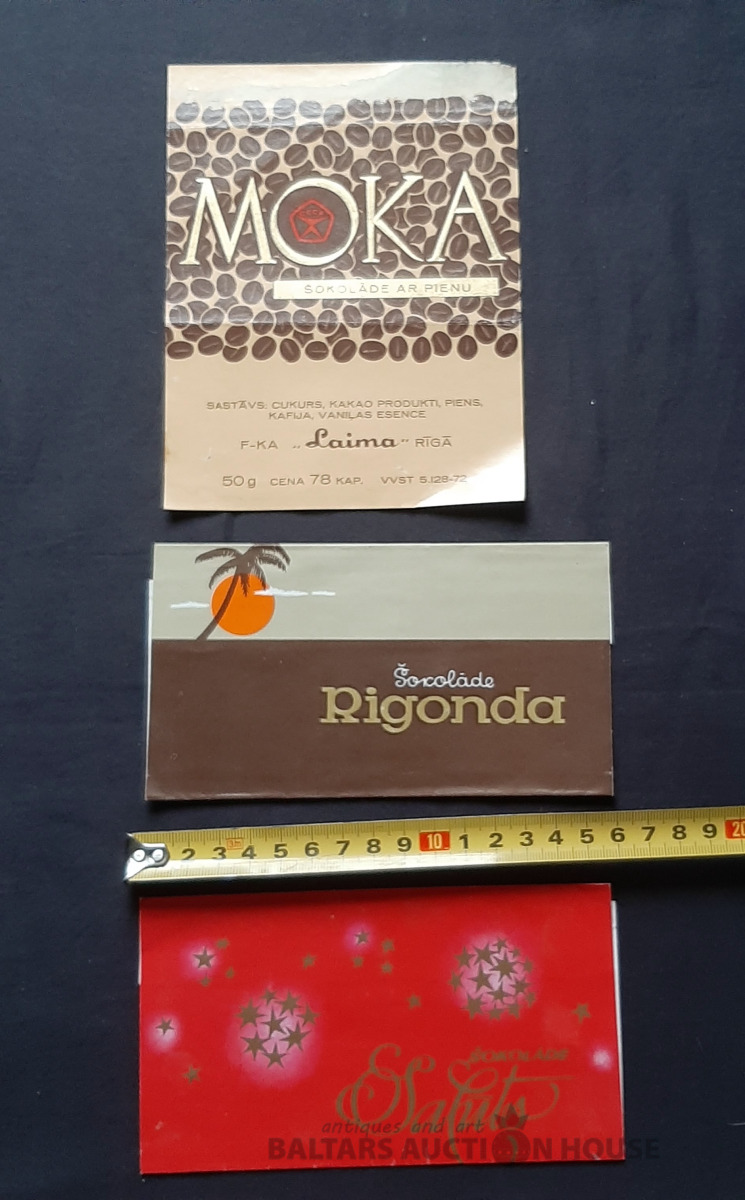 MOKA
СССР
ŠOKOLĀDE AR PIENU
SASTĀVS: CUKURS, KAKAO PRODUKTI, PIENS,
KAFIJA, VANIĻAS ESENCE
F-KA „Laima" RĪGĀ
50 g CENA 78 KAP. VVST 5.128-72
Šokolāde
Rigonda
2 3 4 5 6 7 8 9 10 1 2 3 4 5 6 7 8 9 20
ŠOKOLĀDE
Salūts
antiques and art
BALTARS AUCTION HOUSE